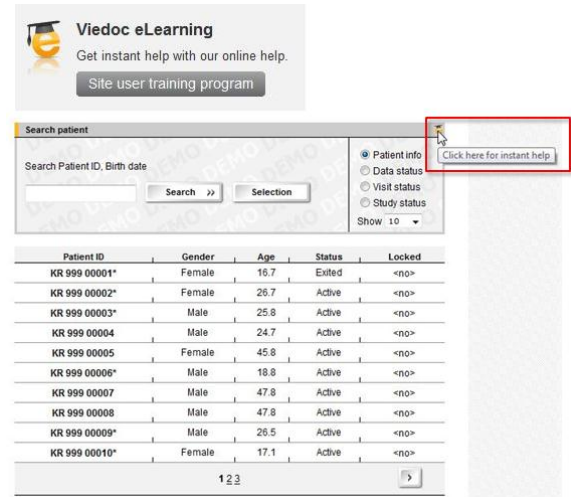 Viedoc eLearning
Get instant help with our online help.
Site user training program
Search patient
Click here for instant help
Search Patient ID, Birth date
Search >>
Selection
Patient info
Data status
Visit status
Study status
Show 10
Patient ID Gender Age Status Locked
KR 999 00001* Female 16.7 Exited <no>
KR 999 00002* Female 26.7 Active <no>
KR 999 00003* Male 25.8 Active <no>
KR 999 00004 Male 24.7 Active <no>
KR 999 00005 Female 45.8 Active <no>
KR 999 00006* Male 18.8 Active <no>
KR 999 00007 Male 47.8 Active <no>
KR 999 00008 Male 47.8 Active <no>
KR 999 00009* Male 26.5 Active <no>
KR 999 00010* Female 17.1 Active <no>
1 2 3 >